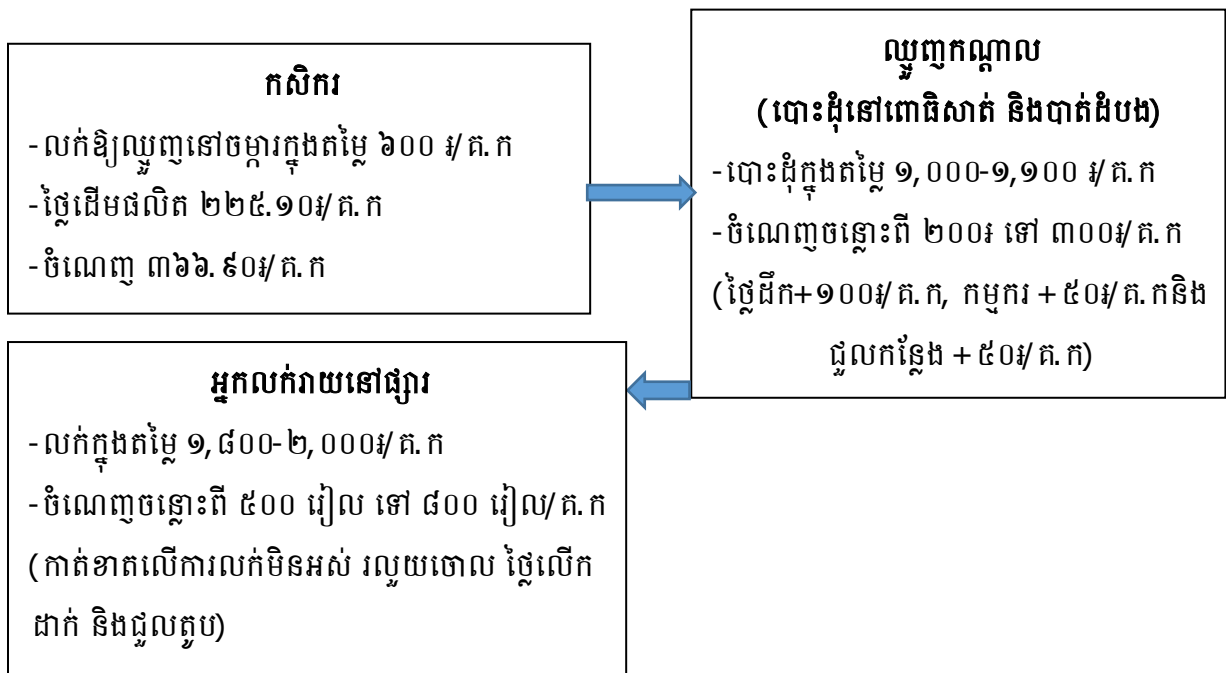 កសិករ
-លក់ឱ្យឈ្មួញនៅចម្ការក្នុងតម្លៃ ៦០០ ៛/គ.ក
-ថ្លៃដើមផលិត ២២៥.១០៛/គ.ក
-ចំណេញ ៣៦៦.៩០៛/គ.ក
ឈ្មួញកណ្តាល
(បោះដុំនៅពោធិសាត់ និងបាត់ដំបង)
-បោះដុំក្នុងតម្លៃ ១,០០០-១,១០០ ៛/គ.ក
-ចំណេញចន្លោះពី ២០០៛ ទៅ ៣០០៛/គ.ក
(ថ្លៃដឹក+១០០៛/គ.ក, កម្មករ +៥០៛/គ.កនិង
ជួលកន្លែង +៥០៛/គ.ក)
អ្នកលក់រាយនៅផ្សារ
-លក់ក្នុងតម្លៃ ១,៨០០-២,០០០៛/គ.ក
-ចំណេញចន្លោះពី ៥០០ រៀល ទៅ ៨០០ រៀល/គ.ក
(កាត់ខាតលើការលក់មិនអស់ រលួយចោល ថ្លៃលើក
ដាក់ និងជួលតូប)